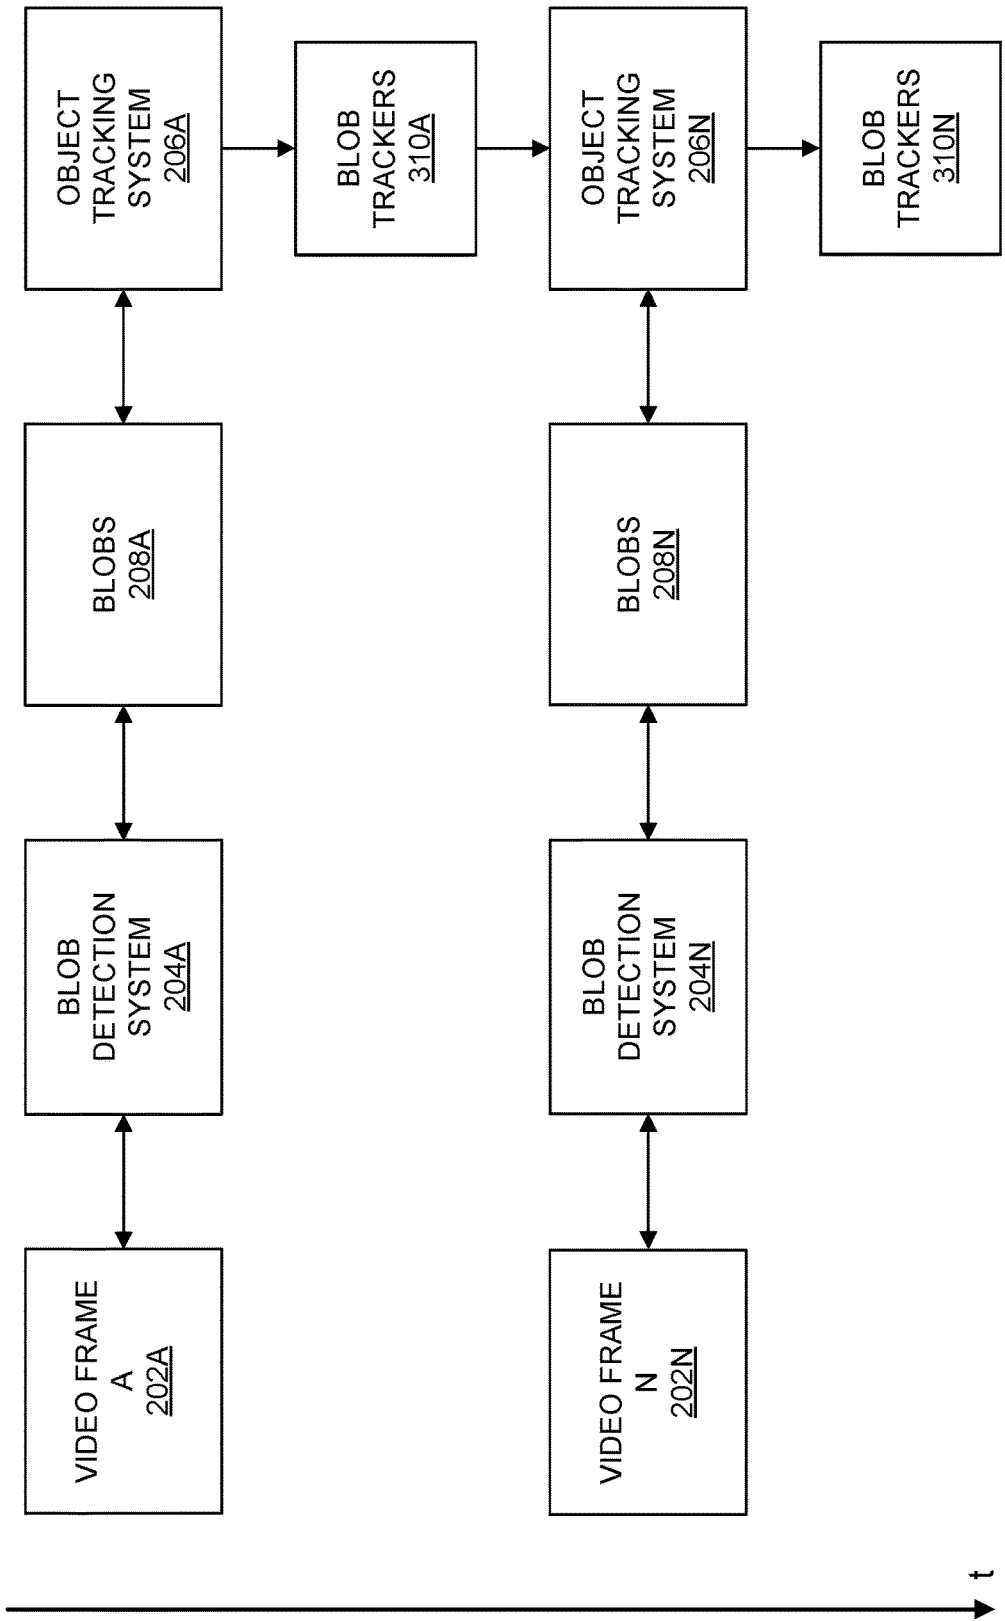 VIDEO FRAME
A
202A
BLOB
DETECTION
SYSTEM
204A
BLOBS
208A
OBJECT
TRACKING
SYSTEM
206A
BLOB
TRACKERS
310A
VIDEO FRAME
N
202N
BLOB
DETECTION
SYSTEM
204N
BLOBS
208N
OBJECT
TRACKING
SYSTEM
206N
BLOB
TRACKERS
310N
t